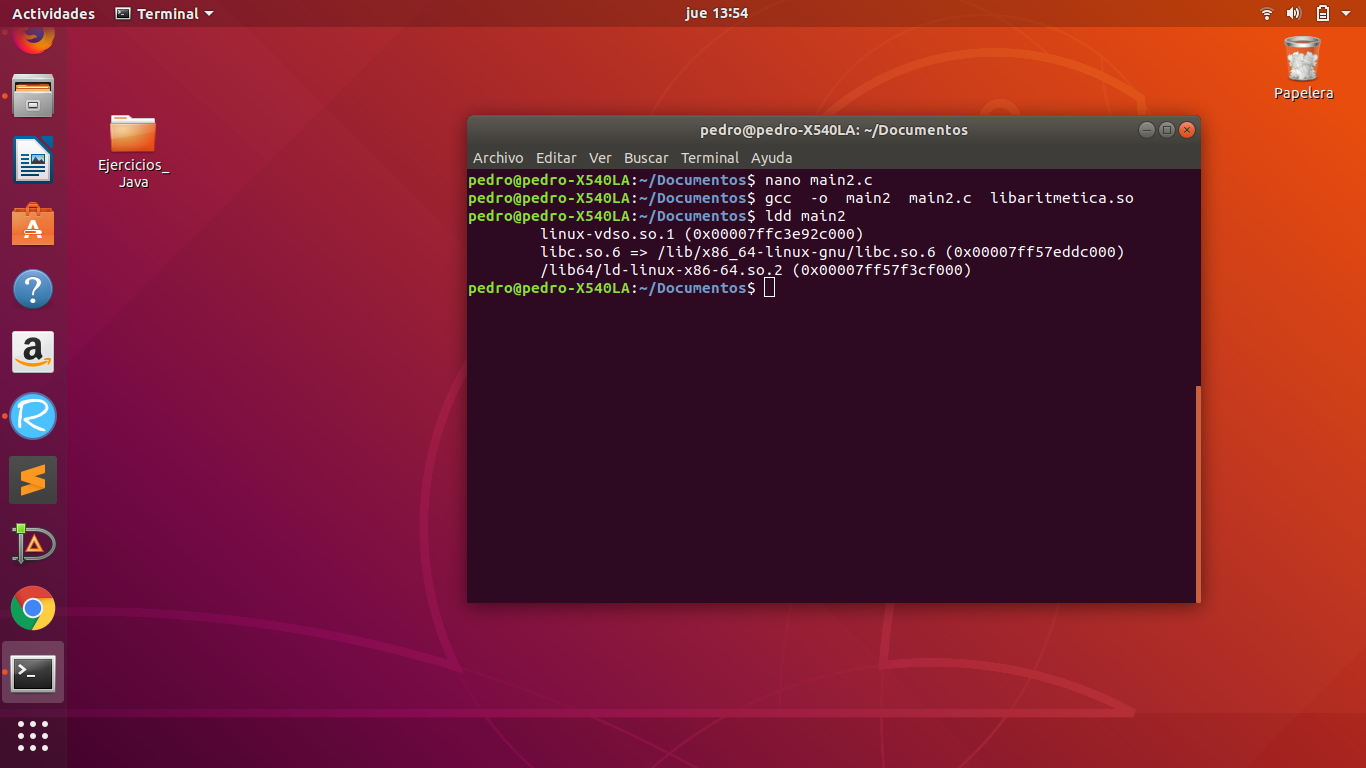 Actividades Terminal jue 13:54
Papelera
Ejercicios_
Java
pedro@pedro-X540LA: ~/Documentos
Archivo Editar Ver Buscar Terminal Ayuda
pedro@pedro-X540LA:~/Documentos$ nano main2.c
pedro@pedro-X540LA:~/Documentos$ gcc  -o  main2  main2.c  libaritmetica.so
pedro@pedro-X540LA:~/Documentos$ ldd main2
        linux-vdso.so.1 (0x00007ffc3e92c000)
        libc.so.6 => /lib/x86_64-linux-gnu/libc.so.6 (0x00007ff57eddc000)
        /lib64/ld-linux-x86-64.so.2 (0x00007ff57f3cf000)
pedro@pedro-X540LA:~/Documentos$